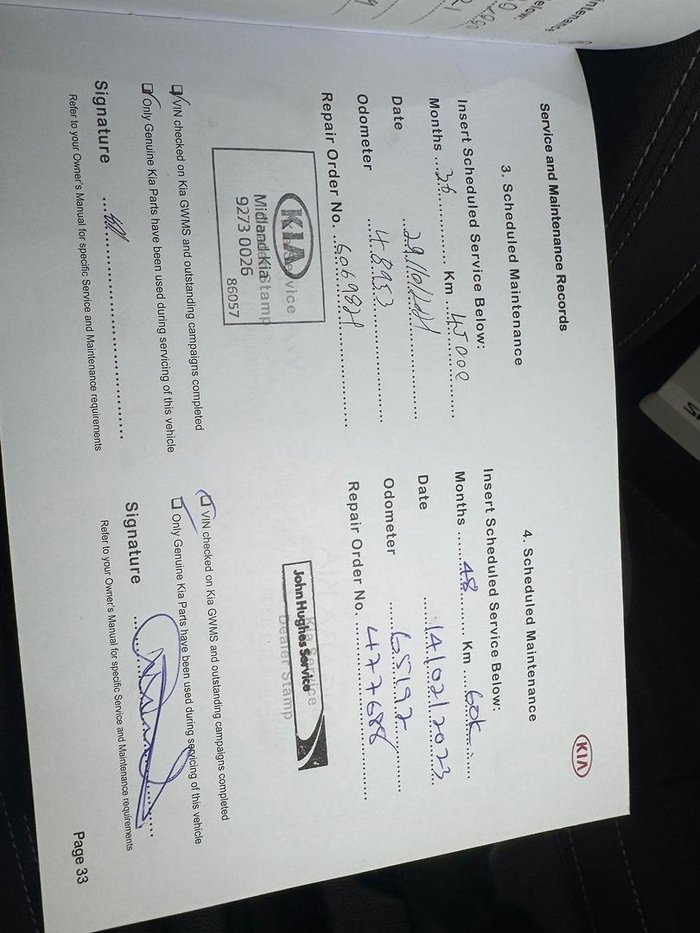 Service and Maintenance Records
KIA
3. Scheduled Maintenance
Insert Scheduled Service Below:
Months ...36... Km ...45000
Date
Odometer ...48953
Repair Order No. ...6069821
KIA
Midland Kia
9273 0026
86057
VIN checked on Kia GWMS and outstanding campaigns completed
Only Genuine Kia Parts have been used during servicing of this vehicle
Signature
Refer to your Owner's Manual for specific Service and Maintenance requirements
4. Scheduled Maintenance
Insert Scheduled Service Below:
Months ...48... Km ...60K
Date ...14/02/2023
Odometer ...65192
Repair Order No. ...477688
Kia Service
Dealer Stamp
John Hughes Service
VIN checked on Kia GWMS and outstanding campaigns completed
Only Genuine Kia Parts have been used during servicing of this vehicle
Signature
Refer to your Owner's Manual for specific Service and Maintenance requirements
Page 33